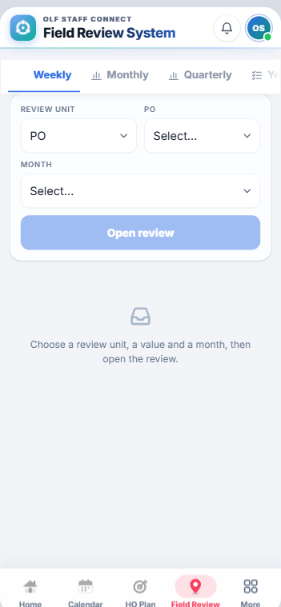 OLF STAFF CONNECT
Field Review System
OS
Weekly
Monthly
Quarterly
REVIEW UNIT
PO
PO
Select...
MONTH
Select...
Open review
Choose a review unit, a value and a month, then
open the review.
Home
Calendar
HO Plan
Field Review
More